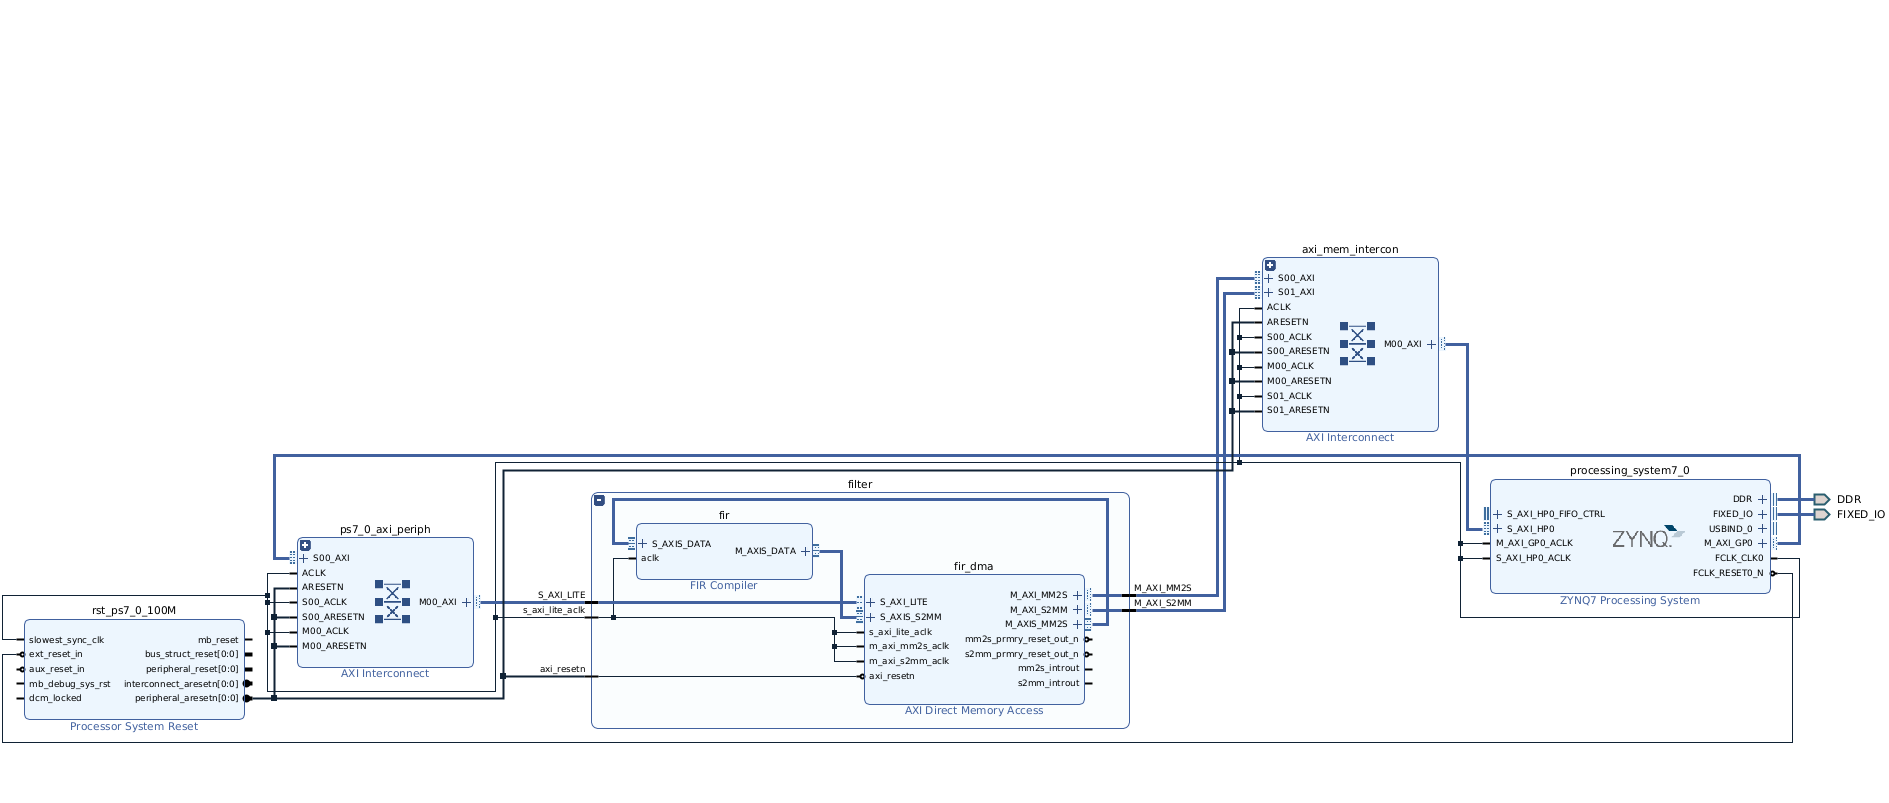 axi_mem_intercon
S00_AXI
S01_AXI
ACLK
ARESETN
S00_ACLK
S00_ARESETN
M00_ACLK
M00_ARESETN
S01_ACLK
S01_ARESETN
M00_AXI
AXI Interconnect
processing_system7_0
S_AXI_HP0_FIFO_CTRL
S_AXI_HP0
M_AXI_GP0_ACLK
S_AXI_HP0_ACLK
ZYNQ
DDR
FIXED_IO
USBIND_0
M_AXI_GP0
FCLK_CLK0
FCLK_RESET0_N
ZYNQ7 Processing System
DDR
FIXED_IO
filter
fir
S_AXIS_DATA
aclk
M_AXIS_DATA
FIR Compiler
fir_dma
S_AXI_LITE
S_AXIS_S2MM
s_axi_lite_aclk
m_axi_mm2s_aclk
m_axi_s2mm_aclk
axi_resetn
M_AXI_MM2S
M_AXI_S2MM
M_AXIS_MM2S
mm2s_prmry_reset_out_n
s2mm_prmry_reset_out_n
mm2s_introut
s2mm_introut
AXI Direct Memory Access
M_AXI_MM2S
M_AXI_S2MM
S_AXI_LITE
s_axi_lite_aclk
axi_resetn
ps7_0_axi_periph
S00_AXI
ACLK
ARESETN
S00_ACLK
S00_ARESETN
M00_ACLK
M00_ARESETN
M00_AXI
AXI Interconnect
rst_ps7_0_100M
slowest_sync_clk
ext_reset_in
aux_reset_in
mb_debug_sys_rst
dcm_locked
mb_reset
bus_struct_reset[0:0]
peripheral_reset[0:0]
interconnect_aresetn[0:0]
peripheral_aresetn[0:0]
Processor System Reset